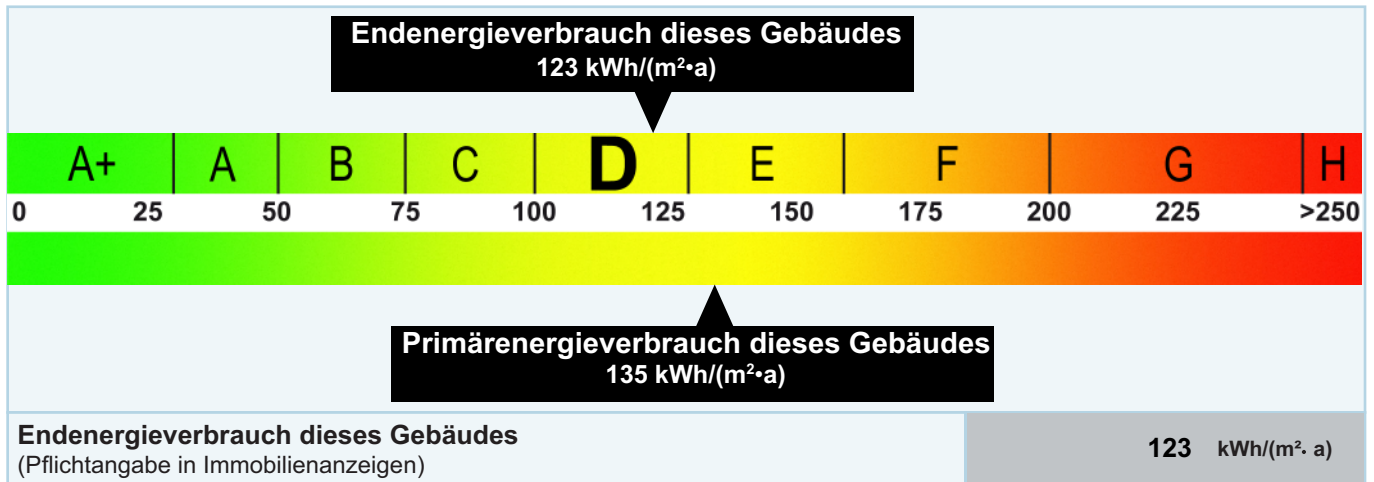 Endenergieverbrauch dieses Gebäudes
123 kWh/(m²•a)
A+ A B C D E F G H
0 25 50 75 100 125 150 175 200 225 >250
Primärenergieverbrauch dieses Gebäudes
135 kWh/(m²•a)
Endenergieverbrauch dieses Gebäudes
(Pflichtangabe in Immobilienanzeigen)
123 kWh/(m²· a)